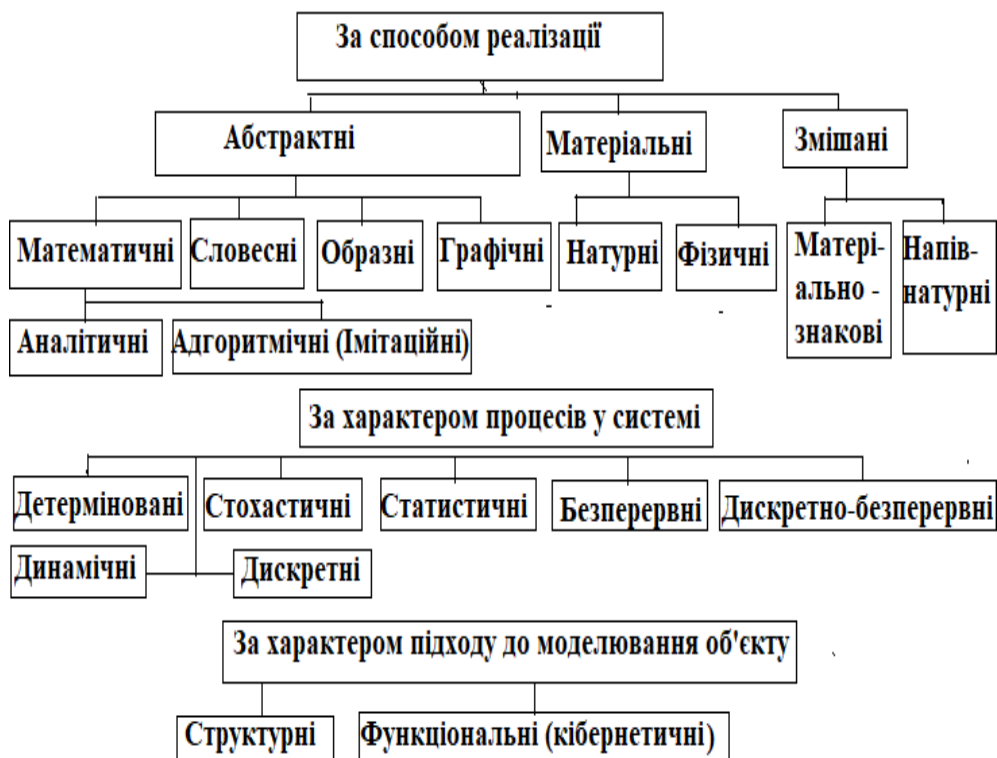 За способом реалізації
Абстрактні
Матеріальні
Змішані
Математичні
Словесні
Образні
Графічні
Натурні
Фізичні
Матері-
ально -
знакові
Напів-
натурні
Аналітичні
Адгоритмічні (Імітаційні)
За характером процесів у системі
Детерміновані
Стохастичні
Статистичні
Безперервні
Дискретно-безперервні
Динамічні
Дискретні
За характером підходу до моделювання об'єкту
Структурні
Функціональні (кібернетичні)